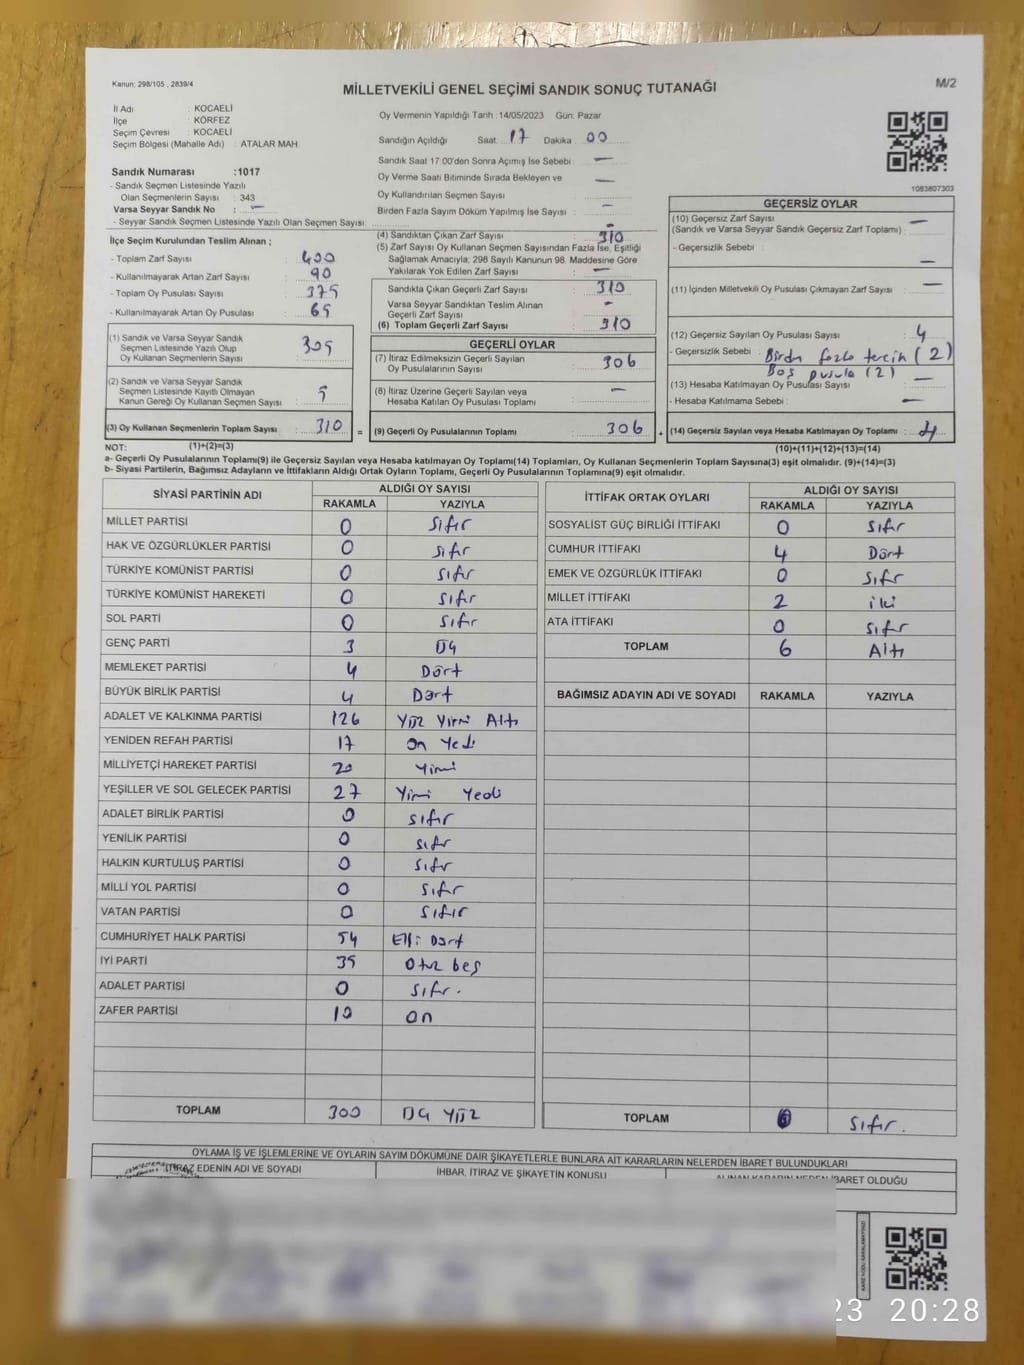 Kanun: 298/105 , 2839/4
MİLLETVEKİLİ GENEL SEÇİMİ SANDIK SONUÇ TUTANAĞI
M/2
İl Adı : KOCAELİ
İlçe : KÖRFEZ
Seçim Çevresi : KOCAELİ
Seçim Bölgesi (Mahalle Adı) : ATALAR MAH
Sandık Numarası :1017
- Sandık Seçmen Listesinde Yazılı
Olan Seçmenlerin Sayısı : 343
Varsa Seyyar Sandık No : —
- Seyyar Sandık Seçmen Listesinde Yazılı Olan Seçmen Sayısı:
Oy Vermenin Yapıldığı Tarih :14/05/2023 Gün: Pazar
Sandığın Açıldığı Saat 17 Dakika 00
Sandık Saat 17:00'den Sonra Açımış İse Sebebi : —
Oy Verme Saati Bitiminde Sırada Bekleyen ve
Oy Kullandırılan Seçmen Sayısı : —
Birden Fazla Sayım Döküm Yapılmış İse Sayısı : —
1083807303
İlçe Seçim Kurulundan Teslim Alınan ;
- Toplam Zarf Sayısı : 400
- Kullanılmayarak Artan Zarf Sayısı : 90
- Toplam Oy Pusulası Sayısı : 375
- Kullanılmayarak Artan Oy Pusulası : 65
(1) Sandık ve Varsa Seyyar Sandık
Seçmen Listesinde Yazılı Olup
Oy Kullanan Seçmenlerin Sayısı : 305
(2) Sandık ve Varsa Seyyar Sandık
Seçmen Listesinde Kayıtlı Olmayan
Kanun Gereği Oy Kullanan Seçmen Sayısı : 5
(3) Oy Kullanan Seçmenlerin Toplam Sayısı : 310 =
(4) Sandıktan Çıkan Zarf Sayısı : 310
(5) Zarf Sayısı Oy Kullanan Seçmen Sayısından Fazla İse, Eşitliği
Sağlamak Amacıyla; 298 Sayılı Kanunun 98. Maddesine Göre
Yakılarak Yok Edilen Zarf Sayısı : —
Sandıkla Çıkan Geçerli Zarf Sayısı : 310
Varsa Seyyar Sandıktan Teslim Alınan
Geçerli Zarf Sayısı : —
(6) Toplam Geçerli Zarf Sayısı : 310
GEÇERLİ OYLAR
(7) İtiraz Edilmeksizin Geçerli Sayılan
Oy Pusulalarının Sayısı : 306
(8) İtiraz Üzerine Geçerli Sayılan veya
Hesaba Katılan Oy Pusulası Toplamı : —
(9) Geçerli Oy Pusulalarının Toplamı : 306 +
GEÇERSİZ OYLAR
(10) Geçersiz Zarf Sayısı
(Sandık ve Varsa Seyyar Sandık Geçersiz Zarf Toplamı) : —
- Geçersizlik Sebebi : —
(11) İçinden Milletvekili Oy Pusulası Çıkmayan Zarf Sayısı : —
(12) Geçersiz Sayılan Oy Pusulası Sayısı : 4
- Geçersizlik Sebebi : Birden fazla tercih (2)
Boş pusula (2)
(13) Hesaba Katılmayan Oy Pusulası Sayısı : —
- Hesaba Katılmama Sebebi : —
(14) Geçersiz Sayılan veya Hesaba Katılmayan Oy Toplamı : 4
NOT: (1)+(2)=(3) (10)+(11)+(12)+(13)=(14)
a- Geçerli Oy Pusulalarının Toplamı(9) ile Geçersiz Sayılan veya Hesaba katılmayan Oy Toplamı(14) Toplamları, Oy Kullanan Seçmenlerin Toplam Sayısına(3) eşit olmalıdır. (9)+(14)=(3)
b- Siyasi Partilerin, Bağımsız Adayların ve İttifakların Aldığı Ortak Oyların Toplamı, Geçerli Oy Pusulalarının Toplamına(9) eşit olmalıdır.
SİYASİ PARTİNİN ADI ALDIĞI OY SAYISI
RAKAMLA YAZIYLA
MİLLET PARTİSİ 0 Sıfır
HAK VE ÖZGÜRLÜKLER PARTİSİ 0 Sıfır
TÜRKİYE KOMÜNİST PARTİSİ 0 Sıfır
TÜRKİYE KOMÜNİST HAREKETİ 0 Sıfır
SOL PARTİ 0 Sıfır
GENÇ PARTİ 3 Üç
MEMLEKET PARTİSİ 4 Dört
BÜYÜK BİRLİK PARTİSİ 4 Dört
ADALET VE KALKINMA PARTİSİ 126 Yüz Yirmi Altı
YENİDEN REFAH PARTİSİ 17 On Yedi
MİLLİYETÇİ HAREKET PARTİSİ 20 Yirmi
YEŞİLLER VE SOL GELECEK PARTİSİ 27 Yirmi Yedi
ADALET BİRLİK PARTİSİ 0 Sıfır
YENİLİK PARTİSİ 0 Sıfır
HALKIN KURTULUŞ PARTİSİ 0 Sıfır
MİLLİ YOL PARTİSİ 0 Sıfır
VATAN PARTİSİ 0 Sıfır
CUMHURİYET HALK PARTİSİ 54 Elli Dört
İYİ PARTİ 35 Otuz beş
ADALET PARTİSİ 0 Sıfır.
ZAFER PARTİSİ 10 On
TOPLAM 300 ÜÇ YÜZ
İTTİFAK ORTAK OYLARI ALDIĞI OY SAYISI
RAKAMLA YAZIYLA
SOSYALİST GÜÇ BİRLİĞİ İTTİFAKI 0 Sıfır
CUMHUR İTTİFAKI 4 Dört
EMEK VE ÖZGÜRLÜK İTTİFAKI 0 Sıfır
MİLLET İTTİFAKI 2 iki
ATA İTTİFAKI 0 Sıfır
TOPLAM 6 Altı
BAĞIMSIZ ADAYIN ADI VE SOYADI RAKAMLA YAZIYLA
TOPLAM 0 Sıfır.
OYLAMA İŞ VE İŞLEMLERİNE VE OYLARIN SAYIM DÖKÜMÜNE DAİR ŞİKAYETLERLE BUNLARA AİT KARARLARIN NELERDEN İBARET BULUNDUKLARI
İTİRAZ EDENİN ADI VE SOYADI İHBAR, İTİRAZ VE ŞİKAYETİN KONUSU ALINAN KARARIN NEDEN İBARET OLDUĞU
KARE KODU KARALAMAYINIZ!
23 20:28